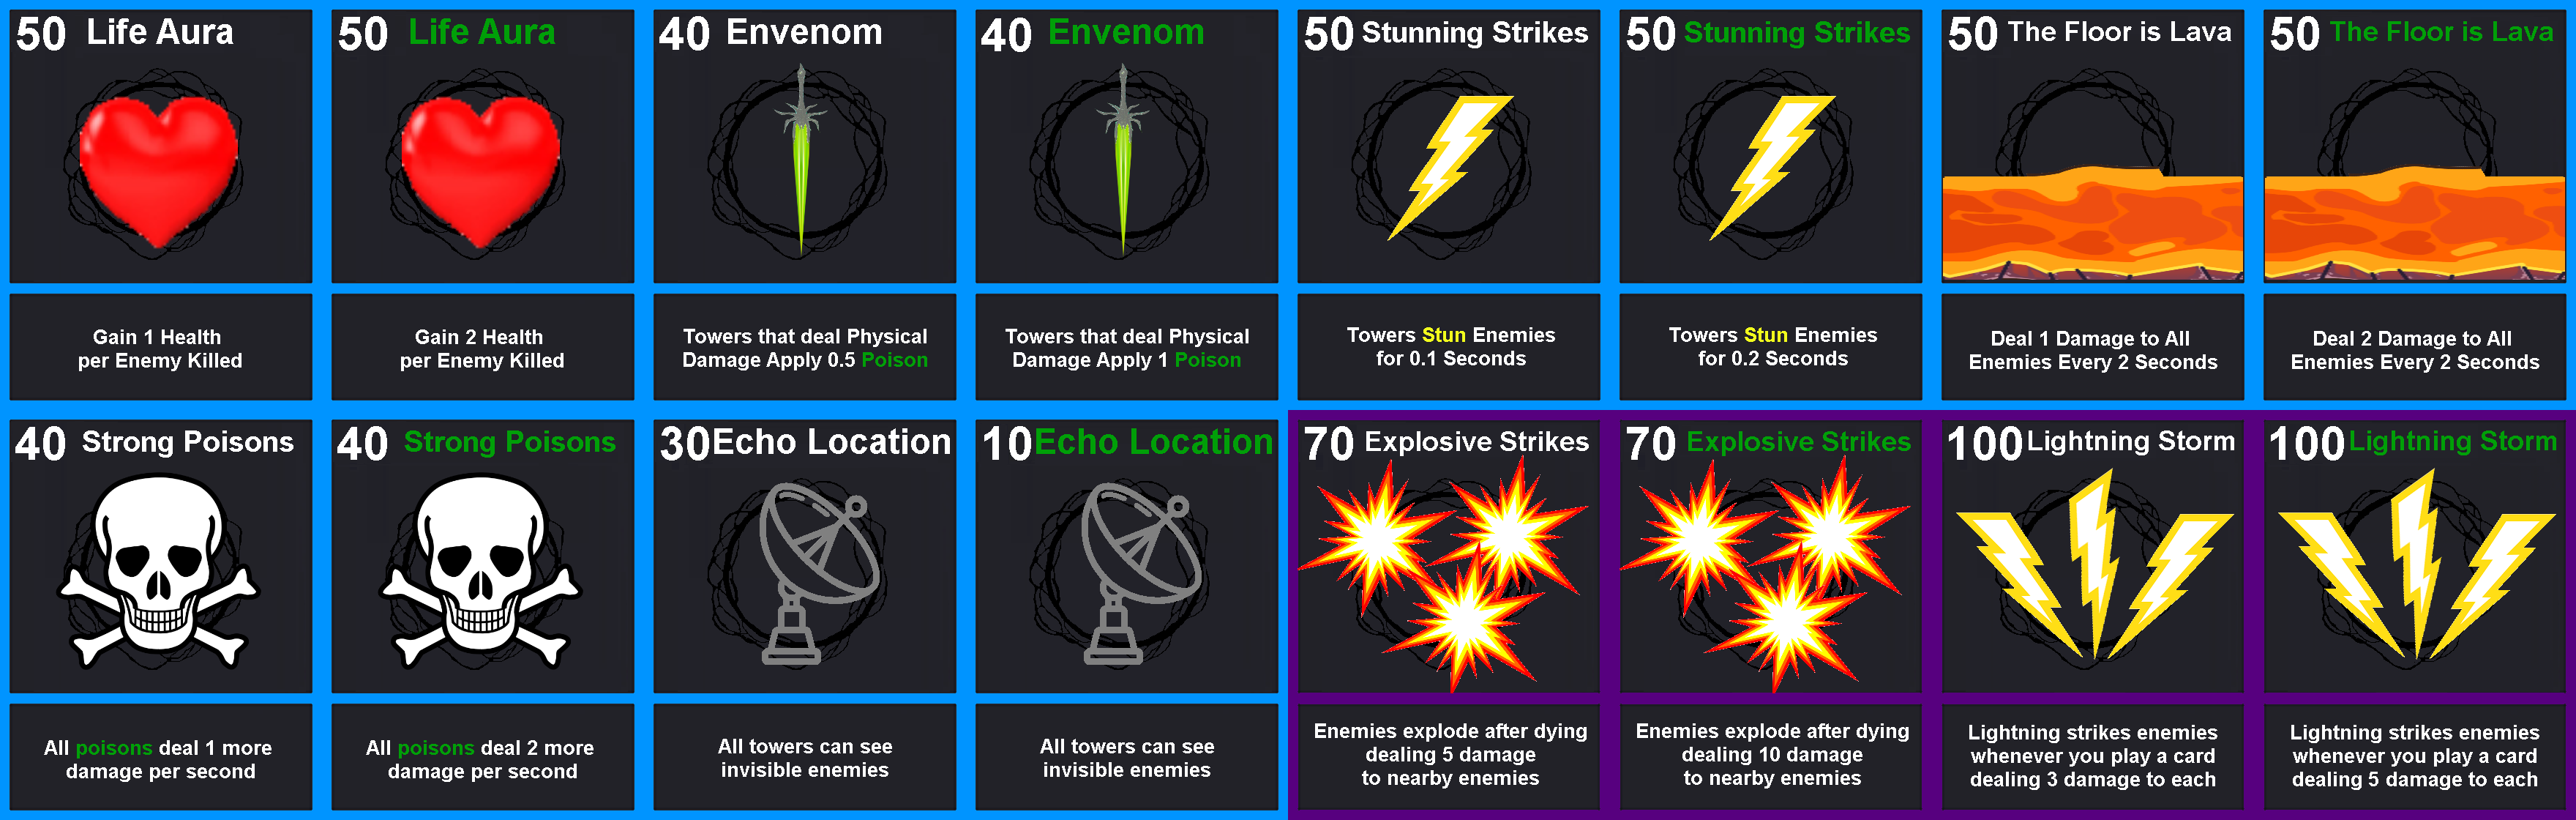 50 Life Aura
Gain 1 Health
per Enemy Killed
50 Life Aura
Gain 2 Health
per Enemy Killed
40 Envenom
Towers that deal Physical
Damage Apply 0.5 Poison
40 Envenom
Towers that deal Physical
Damage Apply 1 Poison
50 Stunning Strikes
Towers Stun Enemies
for 0.1 Seconds
50 Stunning Strikes
Towers Stun Enemies
for 0.2 Seconds
50 The Floor is Lava
Deal 1 Damage to All
Enemies Every 2 Seconds
50 The Floor is Lava
Deal 2 Damage to All
Enemies Every 2 Seconds
40 Strong Poisons
All poisons deal 1 more
damage per second
40 Strong Poisons
All poisons deal 2 more
damage per second
30 Echo Location
All towers can see
invisible enemies
10 Echo Location
All towers can see
invisible enemies
70 Explosive Strikes
Enemies explode after dying
dealing 5 damage
to nearby enemies
70 Explosive Strikes
Enemies explode after dying
dealing 10 damage
to nearby enemies
100 Lightning Storm
Lightning strikes enemies
whenever you play a card
dealing 3 damage to each
100 Lightning Storm
Lightning strikes enemies
whenever you play a card
dealing 5 damage to each